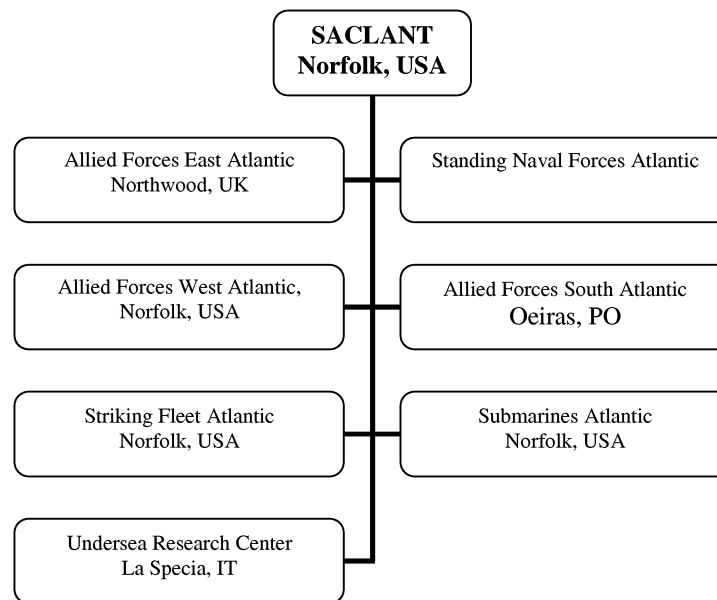 SACLANT
Norfolk, USA
Allied Forces East Atlantic
Northwood, UK
Standing Naval Forces Atlantic
Allied Forces West Atlantic,
Norfolk, USA
Allied Forces South Atlantic
Oeiras, PO
Striking Fleet Atlantic
Norfolk, USA
Submarines Atlantic
Norfolk, USA
Undersea Research Center
La Specia, IT